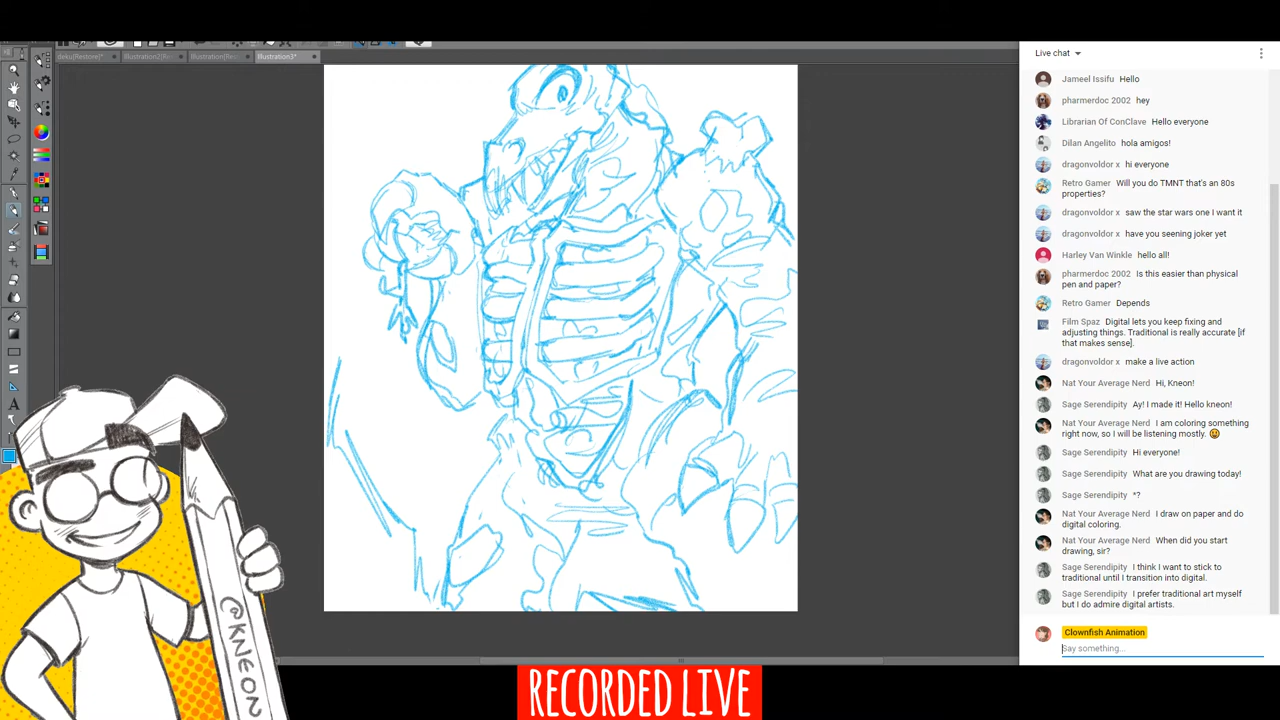 deku(Restore)*
Illustration2(Re
Illustration(Rec
Illustration3*
Live chat
Jameel Issifu Hello
pharmerdoc 2002 hey
Librarian Of ConClave Hello everyone
Dilan Angelito hola amigos!
dragonvoldor x hi everyone
Retro Gamer Will you do TMNT that's an 80s
properties?
dragonvoldor x saw the star wars one I want it
dragonvoldor x have you seening joker yet
Harley Van Winkle hello all!
pharmerdoc 2002 Is this easier than physical
pen and paper?
Retro Gamer Depends
Film Spaz Digital lets you keep fixing and
adjusting things. Traditional is really accurate [if
that makes sense].
dragonvoldor x make a live action
Nat Your Average Nerd Hi, Kneon!
Sage Serendipity Ay! I made it! Hello kneon!
Nat Your Average Nerd I am coloring something
right now, so I will be listening mostly.
Sage Serendipity Hi everyone!
Sage Serendipity What are you drawing today!
Sage Serendipity *?
Nat Your Average Nerd I draw on paper and do
digital coloring.
Nat Your Average Nerd When did you start
drawing, sir?
Sage Serendipity I think I want to stick to
traditional until I transition into digital.
Sage Serendipity I prefer traditional art myself
but I do admire digital artists.
Clownfish Animation
Say something...
@KNEON
RECORDED LIVE